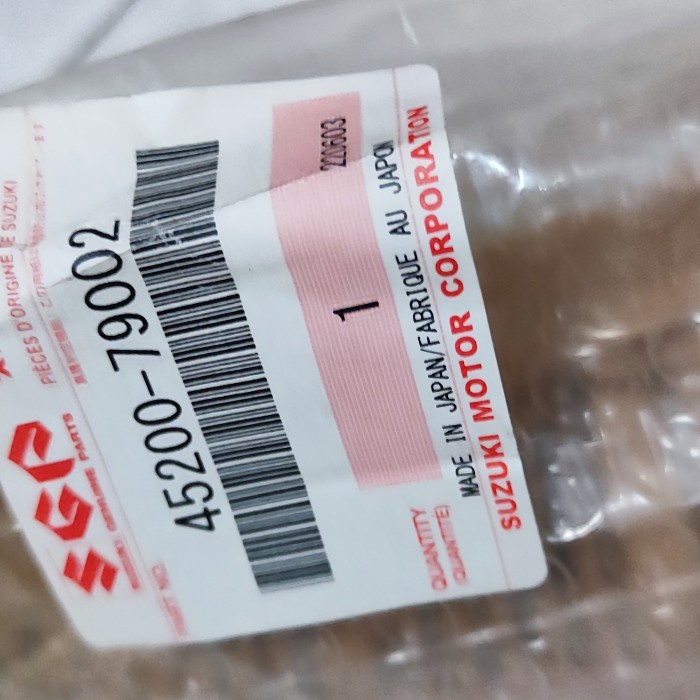 SGP
SUZUKI GENUINE PARTS
PIÈCES D'ORIGINE
SUZUKI
PART NO.
45200-79002
QUANTITY
(QUANTITÉ)
1
220603
MADE IN JAPAN/FABRIQUE AU JAPON
SUZUKI MOTOR CORPORATION